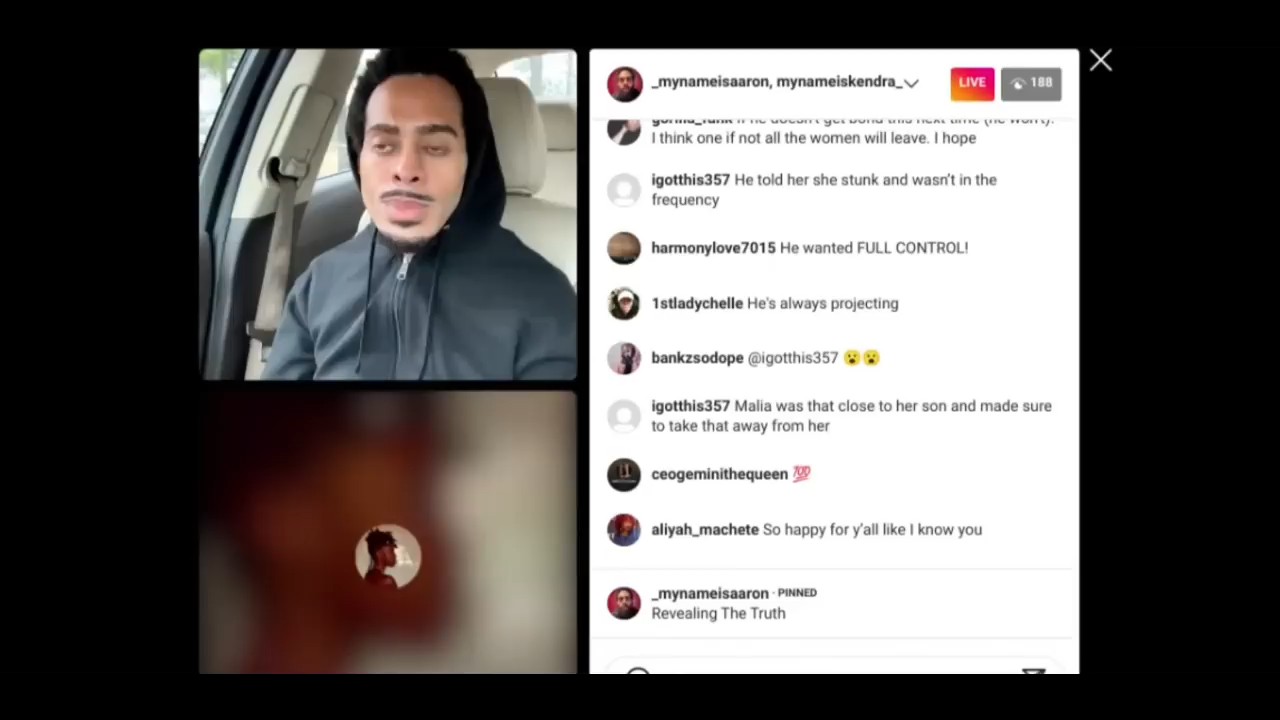 _mynameisaaron, mynameiskendra_
LIVE
188
gorilla_funk If he doesn't get bond this next time (he won't).
I think one if not all the women will leave. I hope
igotthis357 He told her she stunk and wasn't in the
frequency
harmonylove7015 He wanted FULL CONTROL!
1stladychelle He's always projecting
bankzsodope @igotthis357 😮😮
igotthis357 Malia was that close to her son and made sure
to take that away from her
ceogeminithequeen 💯
aliyah_machete So happy for y'all like I know you
_mynameisaaron · PINNED
Revealing The Truth